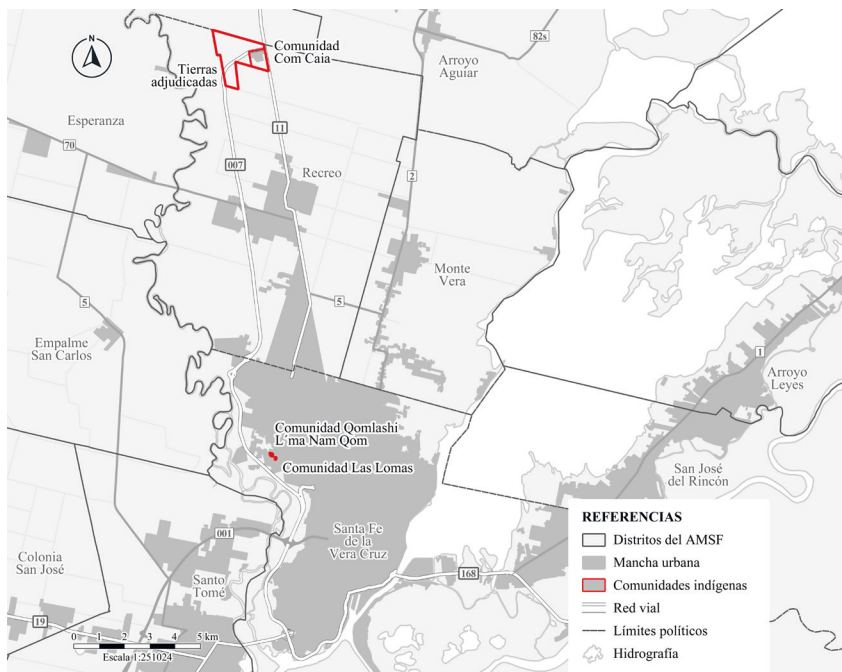 N
82s
Comunidad
Com Caia
Arroyo
Aguiar
Tierras
adjudicadas
Esperanza
11
70
007
Recreo
2
Monte
Vera
5
5
Empalme
San Carlos
1
Arroyo
Leyes
Comunidad Qomlashi
L'ma Nam Qom
Comunidad Las Lomas
San José
del Rincón
001
Santa Fe
de la
Vera Cruz
Colonia
San José
Santo
Tomé
168
19
0 1 2 3 4 5 km
Escala 1:251024
REFERENCIAS
Distritos del AMSF
Mancha urbana
Comunidades indígenas
Red vial
Límites políticos
Hidrografía